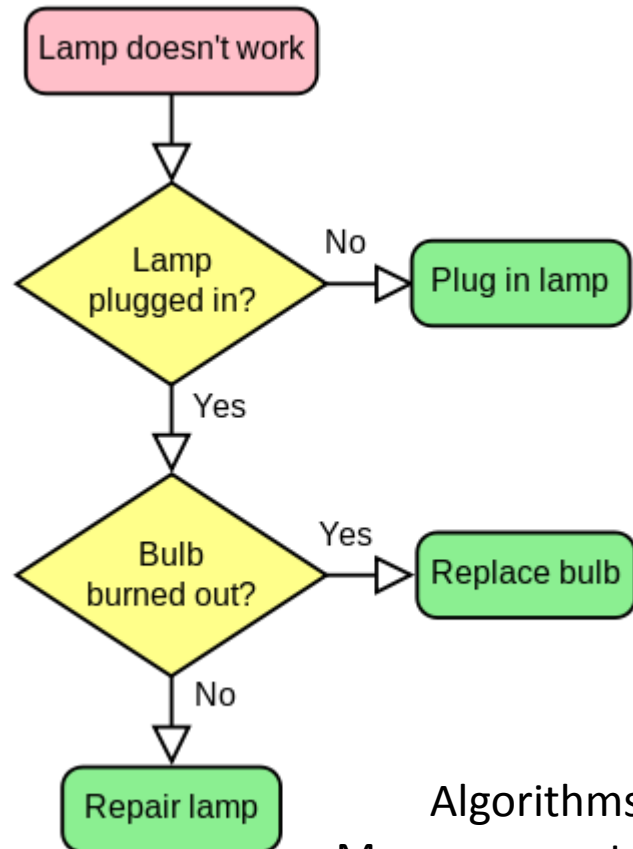 Lamp doesn't work
Lamp
plugged in?
No
Plug in lamp
Yes
Bulb
burned out?
Yes
Replace bulb
No
Repair lamp
Algorithms